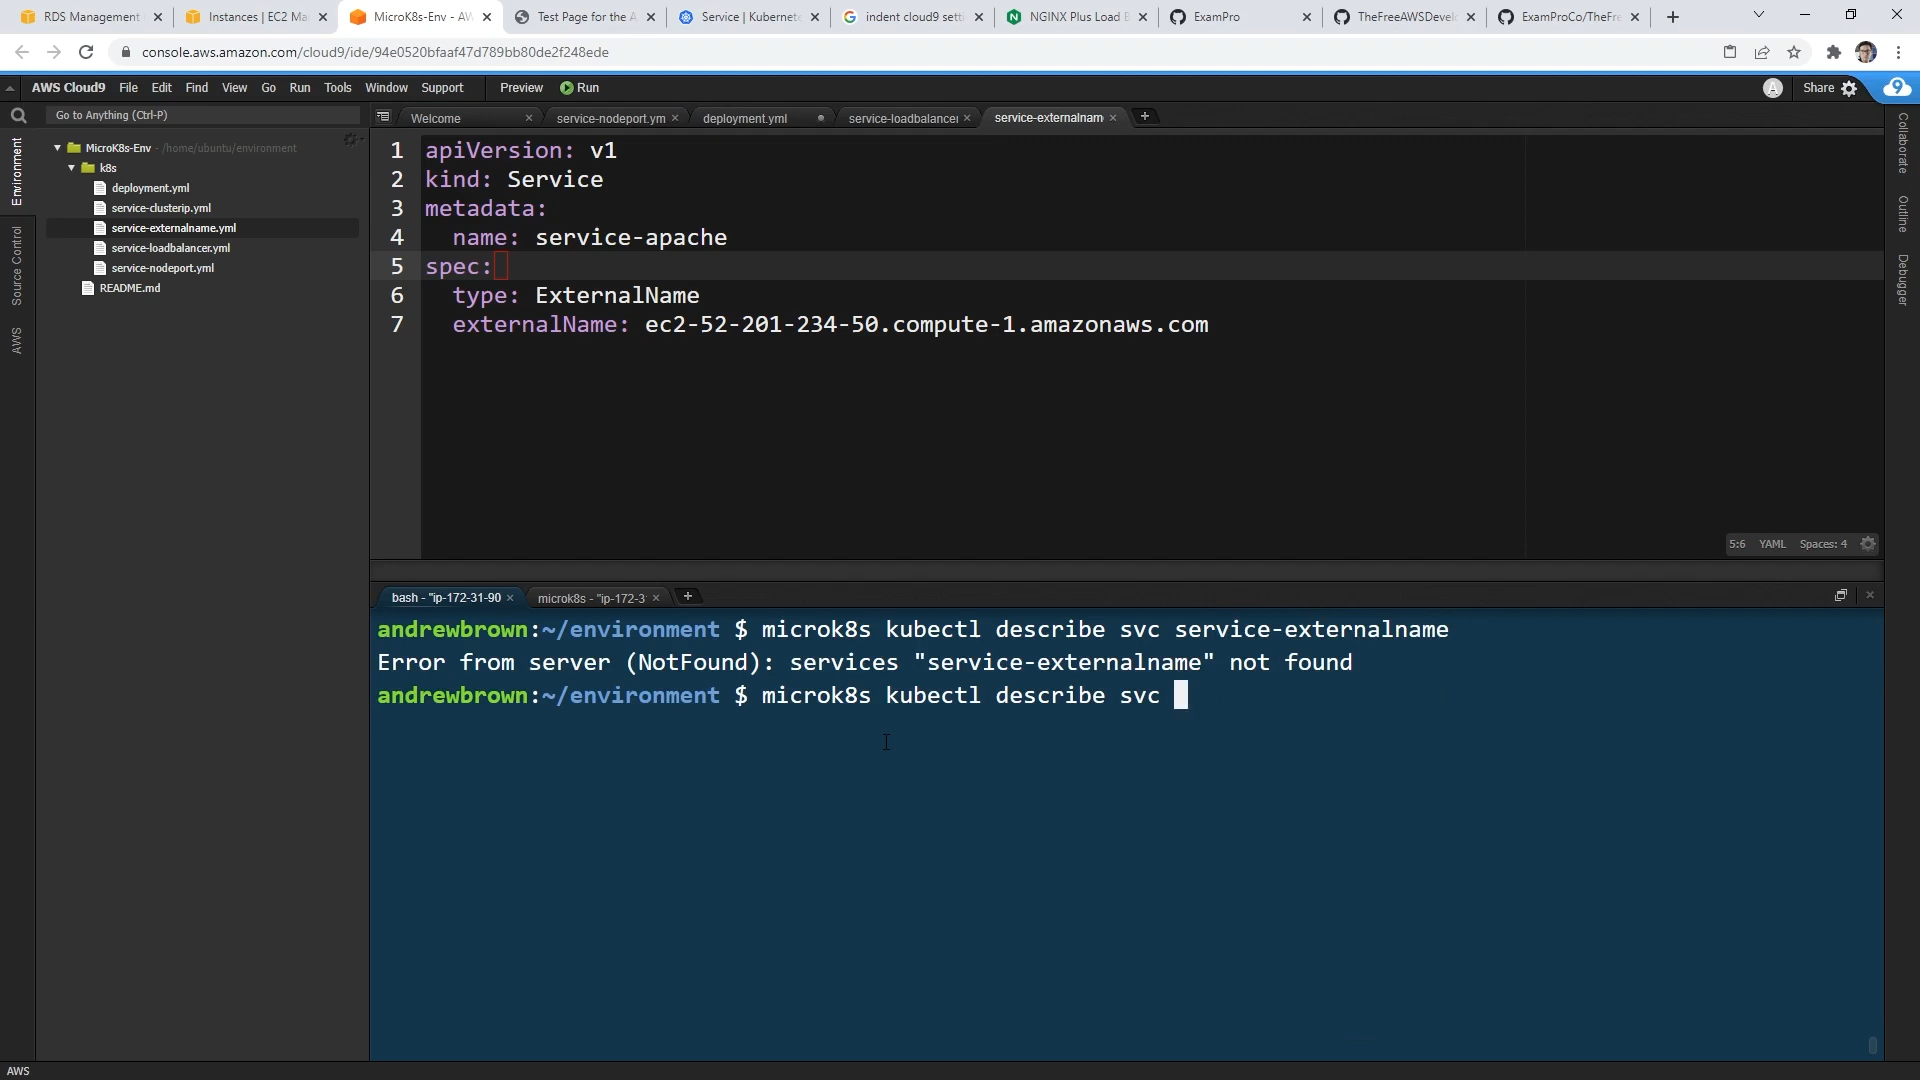 RDS Management
Instances | EC2 Ma
MicroK8s-Env - AW
Test Page for the A
Service | Kubernete
indent cloud9 setti
NGINX Plus Load B
ExamPro
TheFreeAWSDevel
ExamProCo/TheFre
console.aws.amazon.com/cloud9/ide/94e0520bfaaf47d789bb80de2f248ede
AWS Cloud9 File Edit Find View Go Run Tools Window Support Preview Run
A Share 9
Go to Anything (Ctrl-P)
Welcome
service-nodeport.ym
deployment.yml
service-loadbalancer
service-externalnam
Environment
Source Control
AWS
MicroK8s-Env - /home/ubuntu/environment
k8s
deployment.yml
service-clusterip.yml
service-externalname.yml
service-loadbalancer.yml
service-nodeport.yml
README.md
1 apiVersion: v1
2 kind: Service
3 metadata:
4 name: service-apache
5 spec:
6 type: ExternalName
7 externalName: ec2-52-201-234-50.compute-1.amazonaws.com
5:6 YAML Spaces: 4
Collaborate
Outline
Debugger
bash - "ip-172-31-90
microk8s - "ip-172-3
andrewbrown:~/environment $ microk8s kubectl describe svc service-externalname
Error from server (NotFound): services "service-externalname" not found
andrewbrown:~/environment $ microk8s kubectl describe svc
AWS